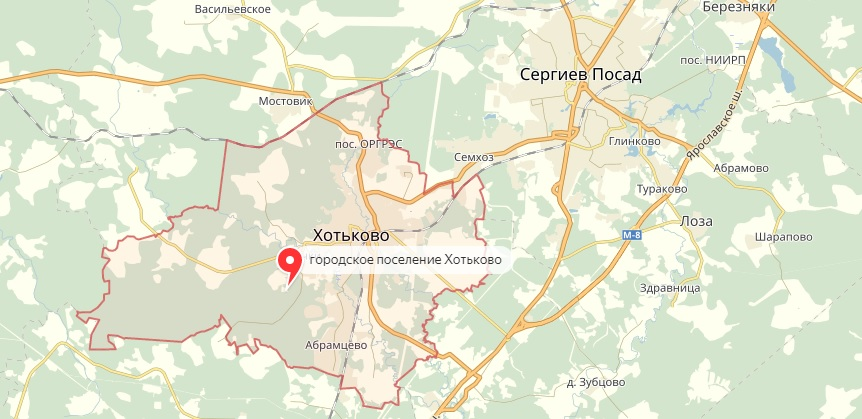 Васильевское
Березняки
пос. НИИРП
Сергиев Посад
Мостовик
пос. ОРГРЭС
Семхоз
Глинково
Ярославское ш.
Абрамово
Тураково
Лоза
Хотьково
М-8
Шарапово
городское поселение Хотьково
Здравница
Абрамцево
д. Зубцово